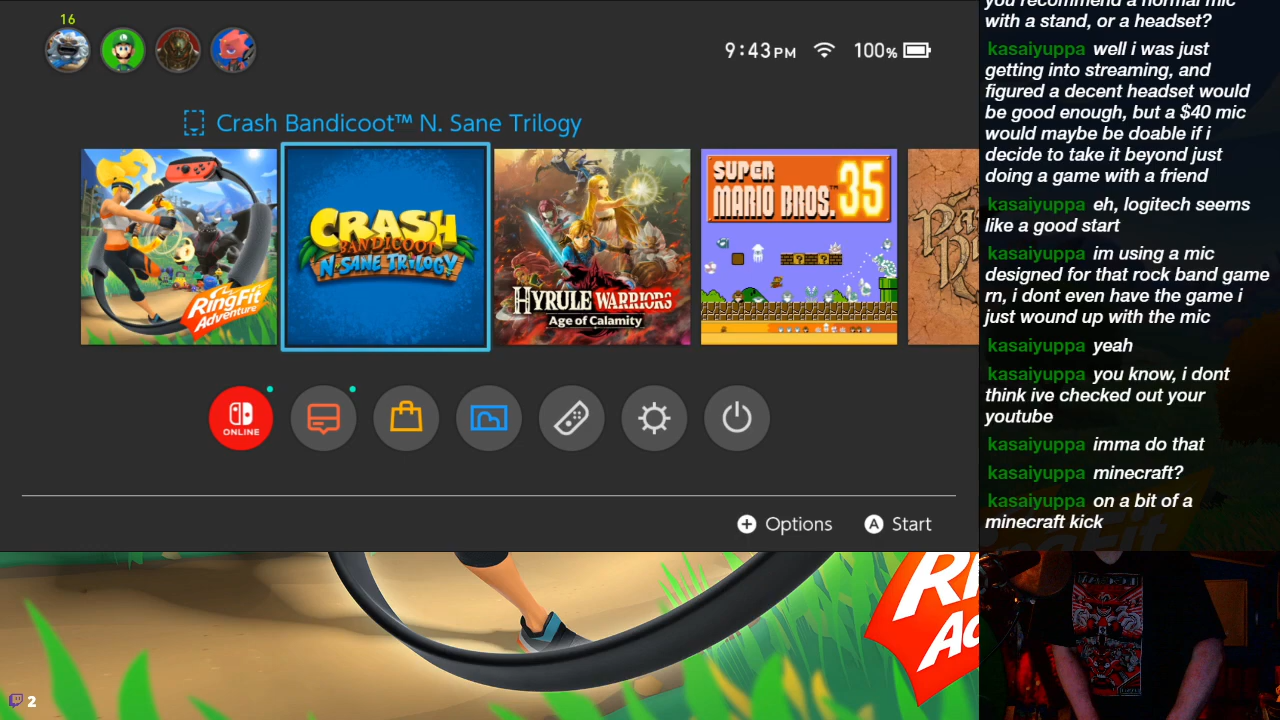 16
9:43PM
100%
Crash Bandicoot™ N. Sane Trilogy
RingFit
Adventure
CRASH
BANDICOOT
N. SANE TRILOGY
HYRULE WARRIORS
Age of Calamity
SUPER
MARIO BROS.™ 35
ONLINE
+ Options
A Start
2
you recommend a normal mic
with a stand, or a headset?
kasaiyuppa well i was just
getting into streaming, and
figured a decent headset would
be good enough, but a $40 mic
would maybe be doable if i
decide to take it beyond just
doing a game with a friend
kasaiyuppa eh, logitech seems
like a good start
kasaiyuppa im using a mic
designed for that rock band game
rn, i dont even have the game i
just wound up with the mic
kasaiyuppa yeah
kasaiyuppa you know, i dont
think ive checked out your
youtube
kasaiyuppa imma do that
kasaiyuppa minecraft?
kasaiyuppa on a bit of a
minecraft kick